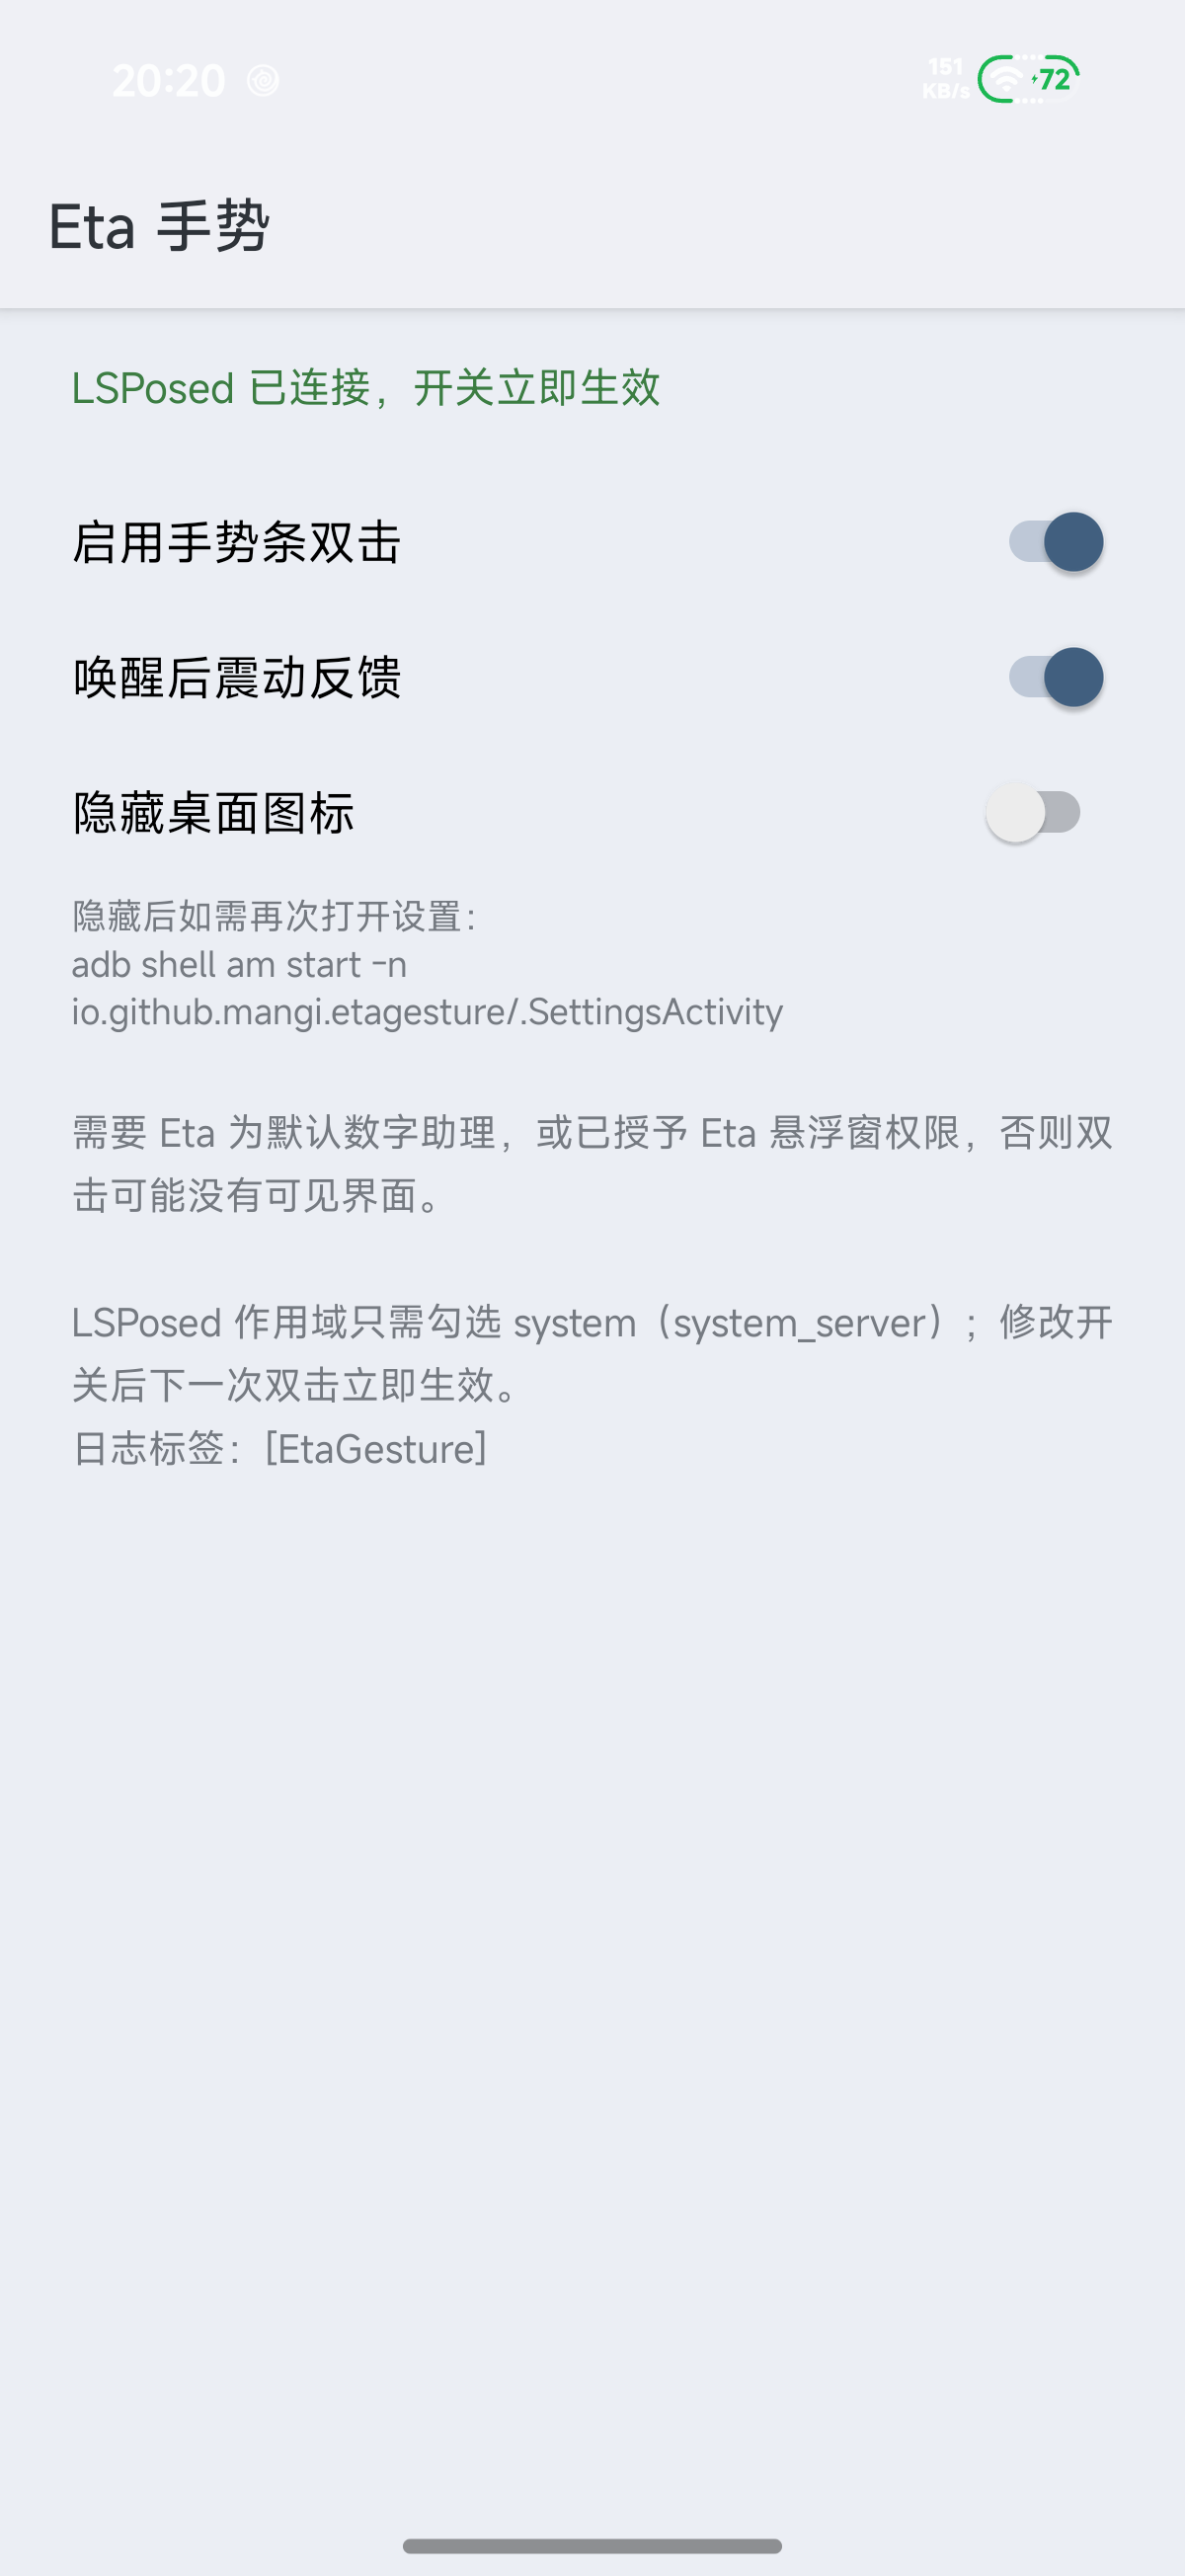 20:20
151
KB/s
72
Eta 手势
LSPosed 已连接，开关立即生效
启用手势条双击
唤醒后震动反馈
隐藏桌面图标
隐藏后如需再次打开设置：
adb shell am start -n
io.github.mangi.etagesture/.SettingsActivity
需要 Eta 为默认数字助理，或已授予 Eta 悬浮窗权限，否则双
击可能没有可见界面。
LSPosed 作用域只需勾选 system（system_server）；修改开
关后下一次双击立即生效。
日志标签：[EtaGesture]